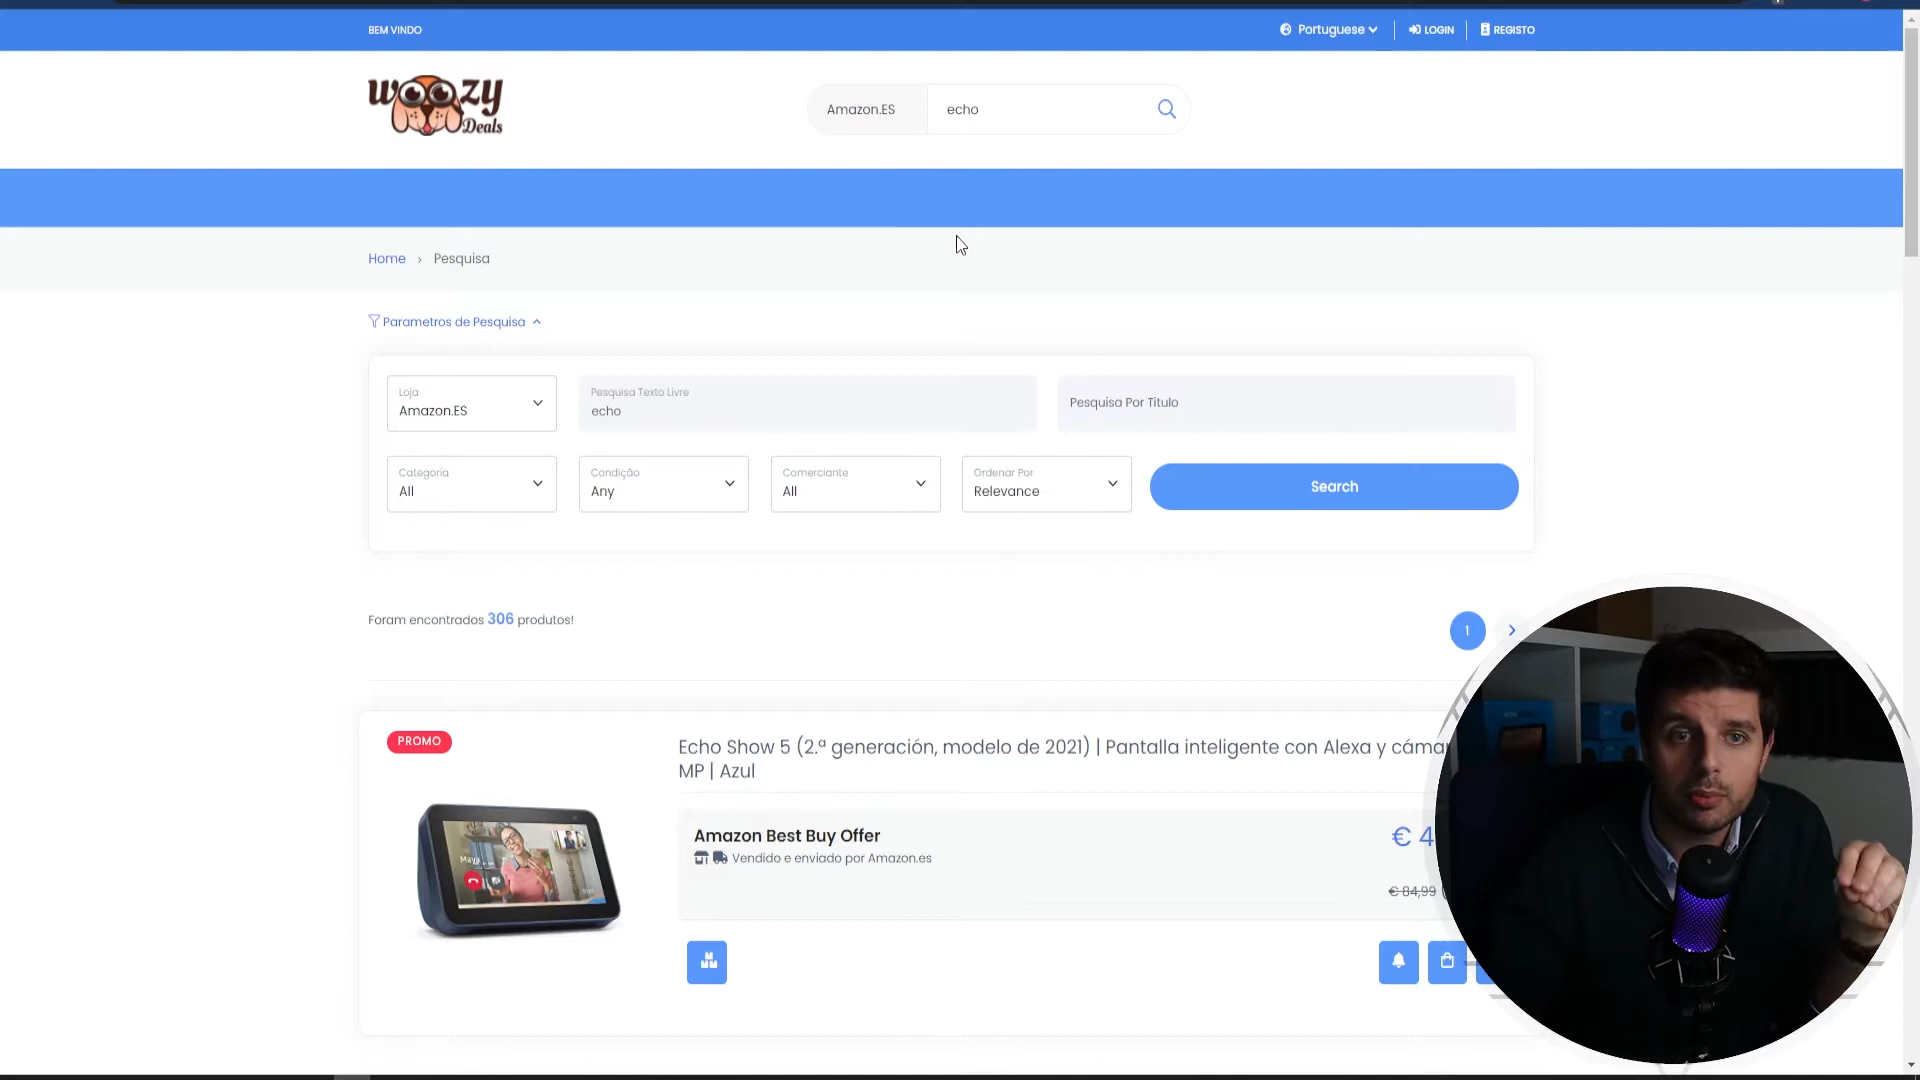 BEM VINDO
Portuguese
LOGIN
REGISTO
woozy
Deals
Amazon.ES
echo
Home › Pesquisa
Parametros de Pesquisa
Loja
Amazon.ES
Pesquisa Texto Livre
echo
Pesquisa Por Titulo
Categoria
All
Condição
Any
Comerciante
All
Ordenar Por
Relevance
Search
Foram encontrados 306 produtos!
1
PROMO
Echo Show 5 (2.ª generación, modelo de 2021) | Pantalla inteligente con Alexa y
MP | Azul
Amazon Best Buy Offer
€ 4
Vendido e enviado por Amazon.es
€ 84,99